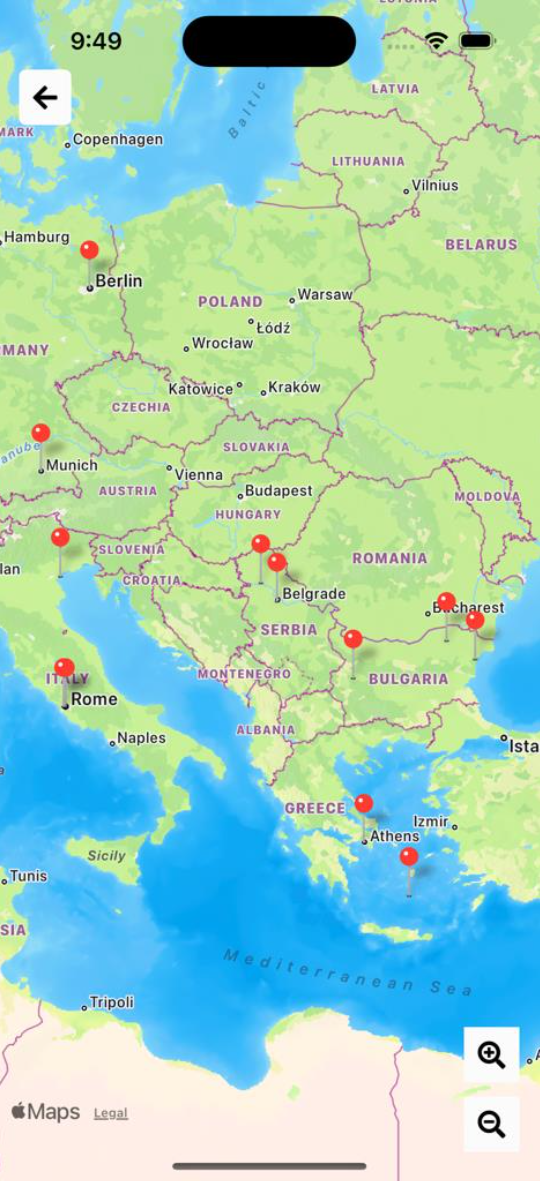 9:49
LATVIA
Baltic
MARK
Copenhagen
LITHUANIA
Vilnius
Hamburg
BELARUS
Berlin
POLAND
Warsaw
Łódź
Wrocław
MANY
Katowice
Kraków
CZECHIA
anube
SLOVAKIA
Munich
Vienna
AUSTRIA
Budapest
MOLDOVA
HUNGARY
SLOVENIA
ROMANIA
lan
CROATIA
Belgrade
Bucharest
SERBIA
ITALY
MONTENEGRO
BULGARIA
Rome
ALBANIA
Naples
Ista
GREECE
Izmir
Athens
Sicily
Tunis
SIA
Mediterranean Sea
Tripoli
Maps Legal